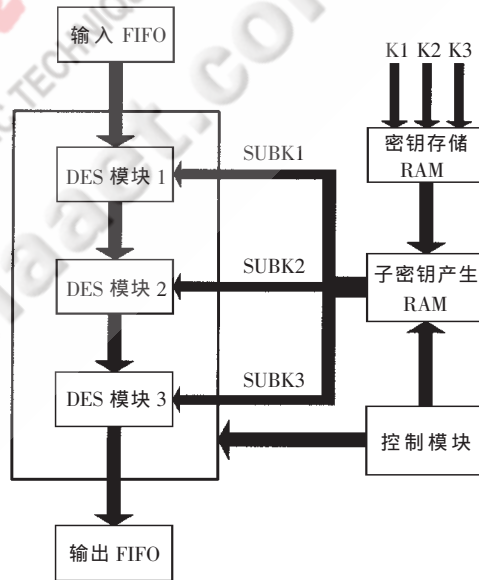 输入 FIFO
K1 K2 K3
密钥存储
RAM
DES 模块 1
SUBK1
子密钥产生
RAM
DES 模块 2
SUBK2
DES 模块 3
SUBK3
控制模块
输出 FIFO